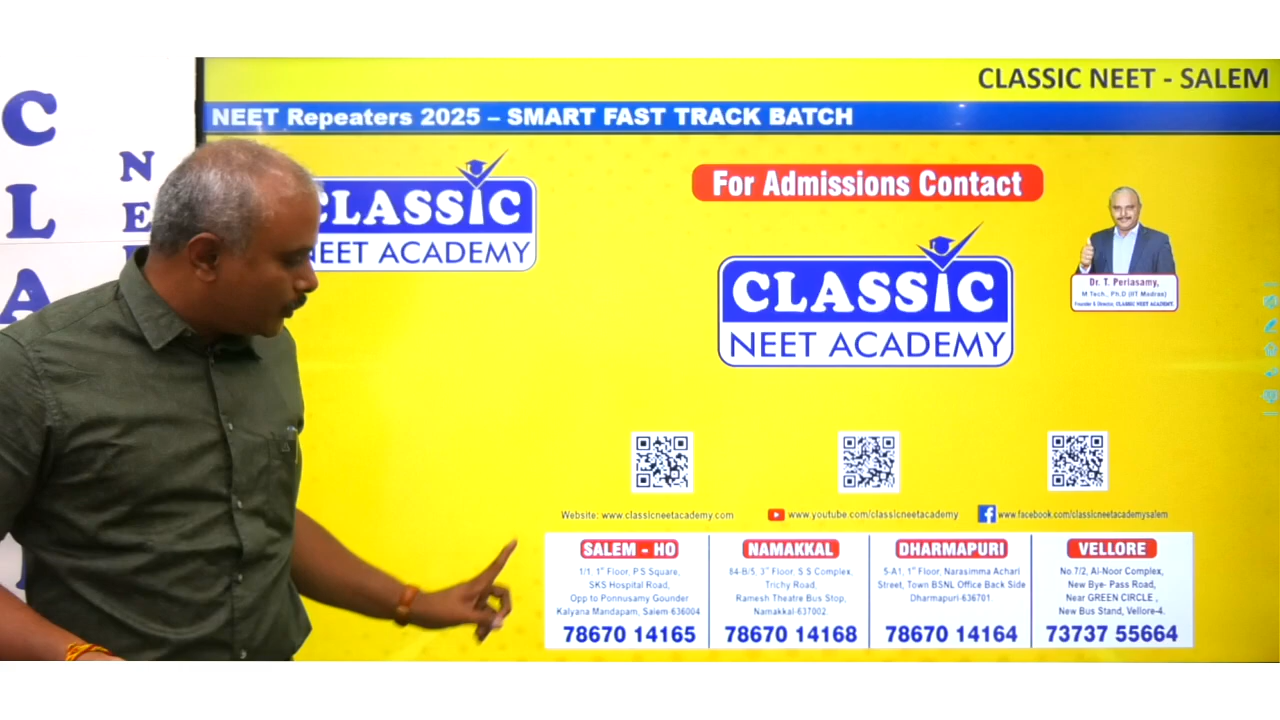 CLASSIC NEET - SALEM
NEET Repeaters 2025 – SMART FAST TRACK BATCH
C
L
A
N
E
CLASSIC
NEET ACADEMY
For Admissions Contact
CLASSIC
NEET ACADEMY
Dr. T. Periasamy,
M.Tech., Ph.D (IIT Madras)
Founder & Director, CLASSIC NEET ACADEMY.
Website: www.classicneetacademy.com
www.youtube.com/classicneetacademy
www.facebook.com/classicneetacademysalem
SALEM - HO
1/1, 1st Floor, P.S Square,
SKS Hospital Road,
Opp to Ponnusamy Gounder
Kalyana Mandapam, Salem 636004
78670 14165
NAMAKKAL
84-B/5, 3rd Floor, S S Complex,
Trichy Road,
Ramesh Theatre Bus Stop,
Namakkal-637002
78670 14168
DHARMAPURI
5-A1, 1st Floor, Narasimma Achari
Street, Town BSNL Office Back Side
Dharmapuri-636701
78670 14164
VELLORE
No 7/2, Al-Noor Complex,
New Bye- Pass Road,
Near GREEN CIRCLE ,
New Bus Stand, Vellore-4.
73737 55664